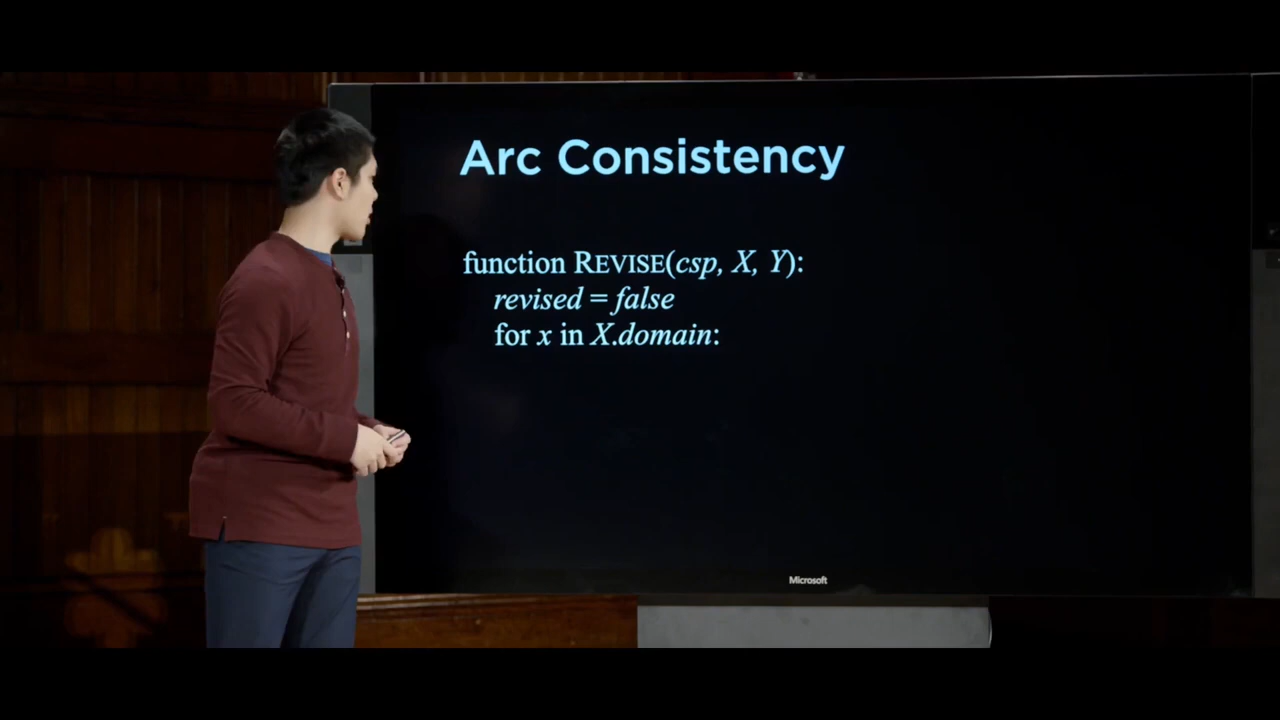 Arc Consistency
function REVISE(csp, X, Y):
revised = false
for x in X.domain:
Microsoft